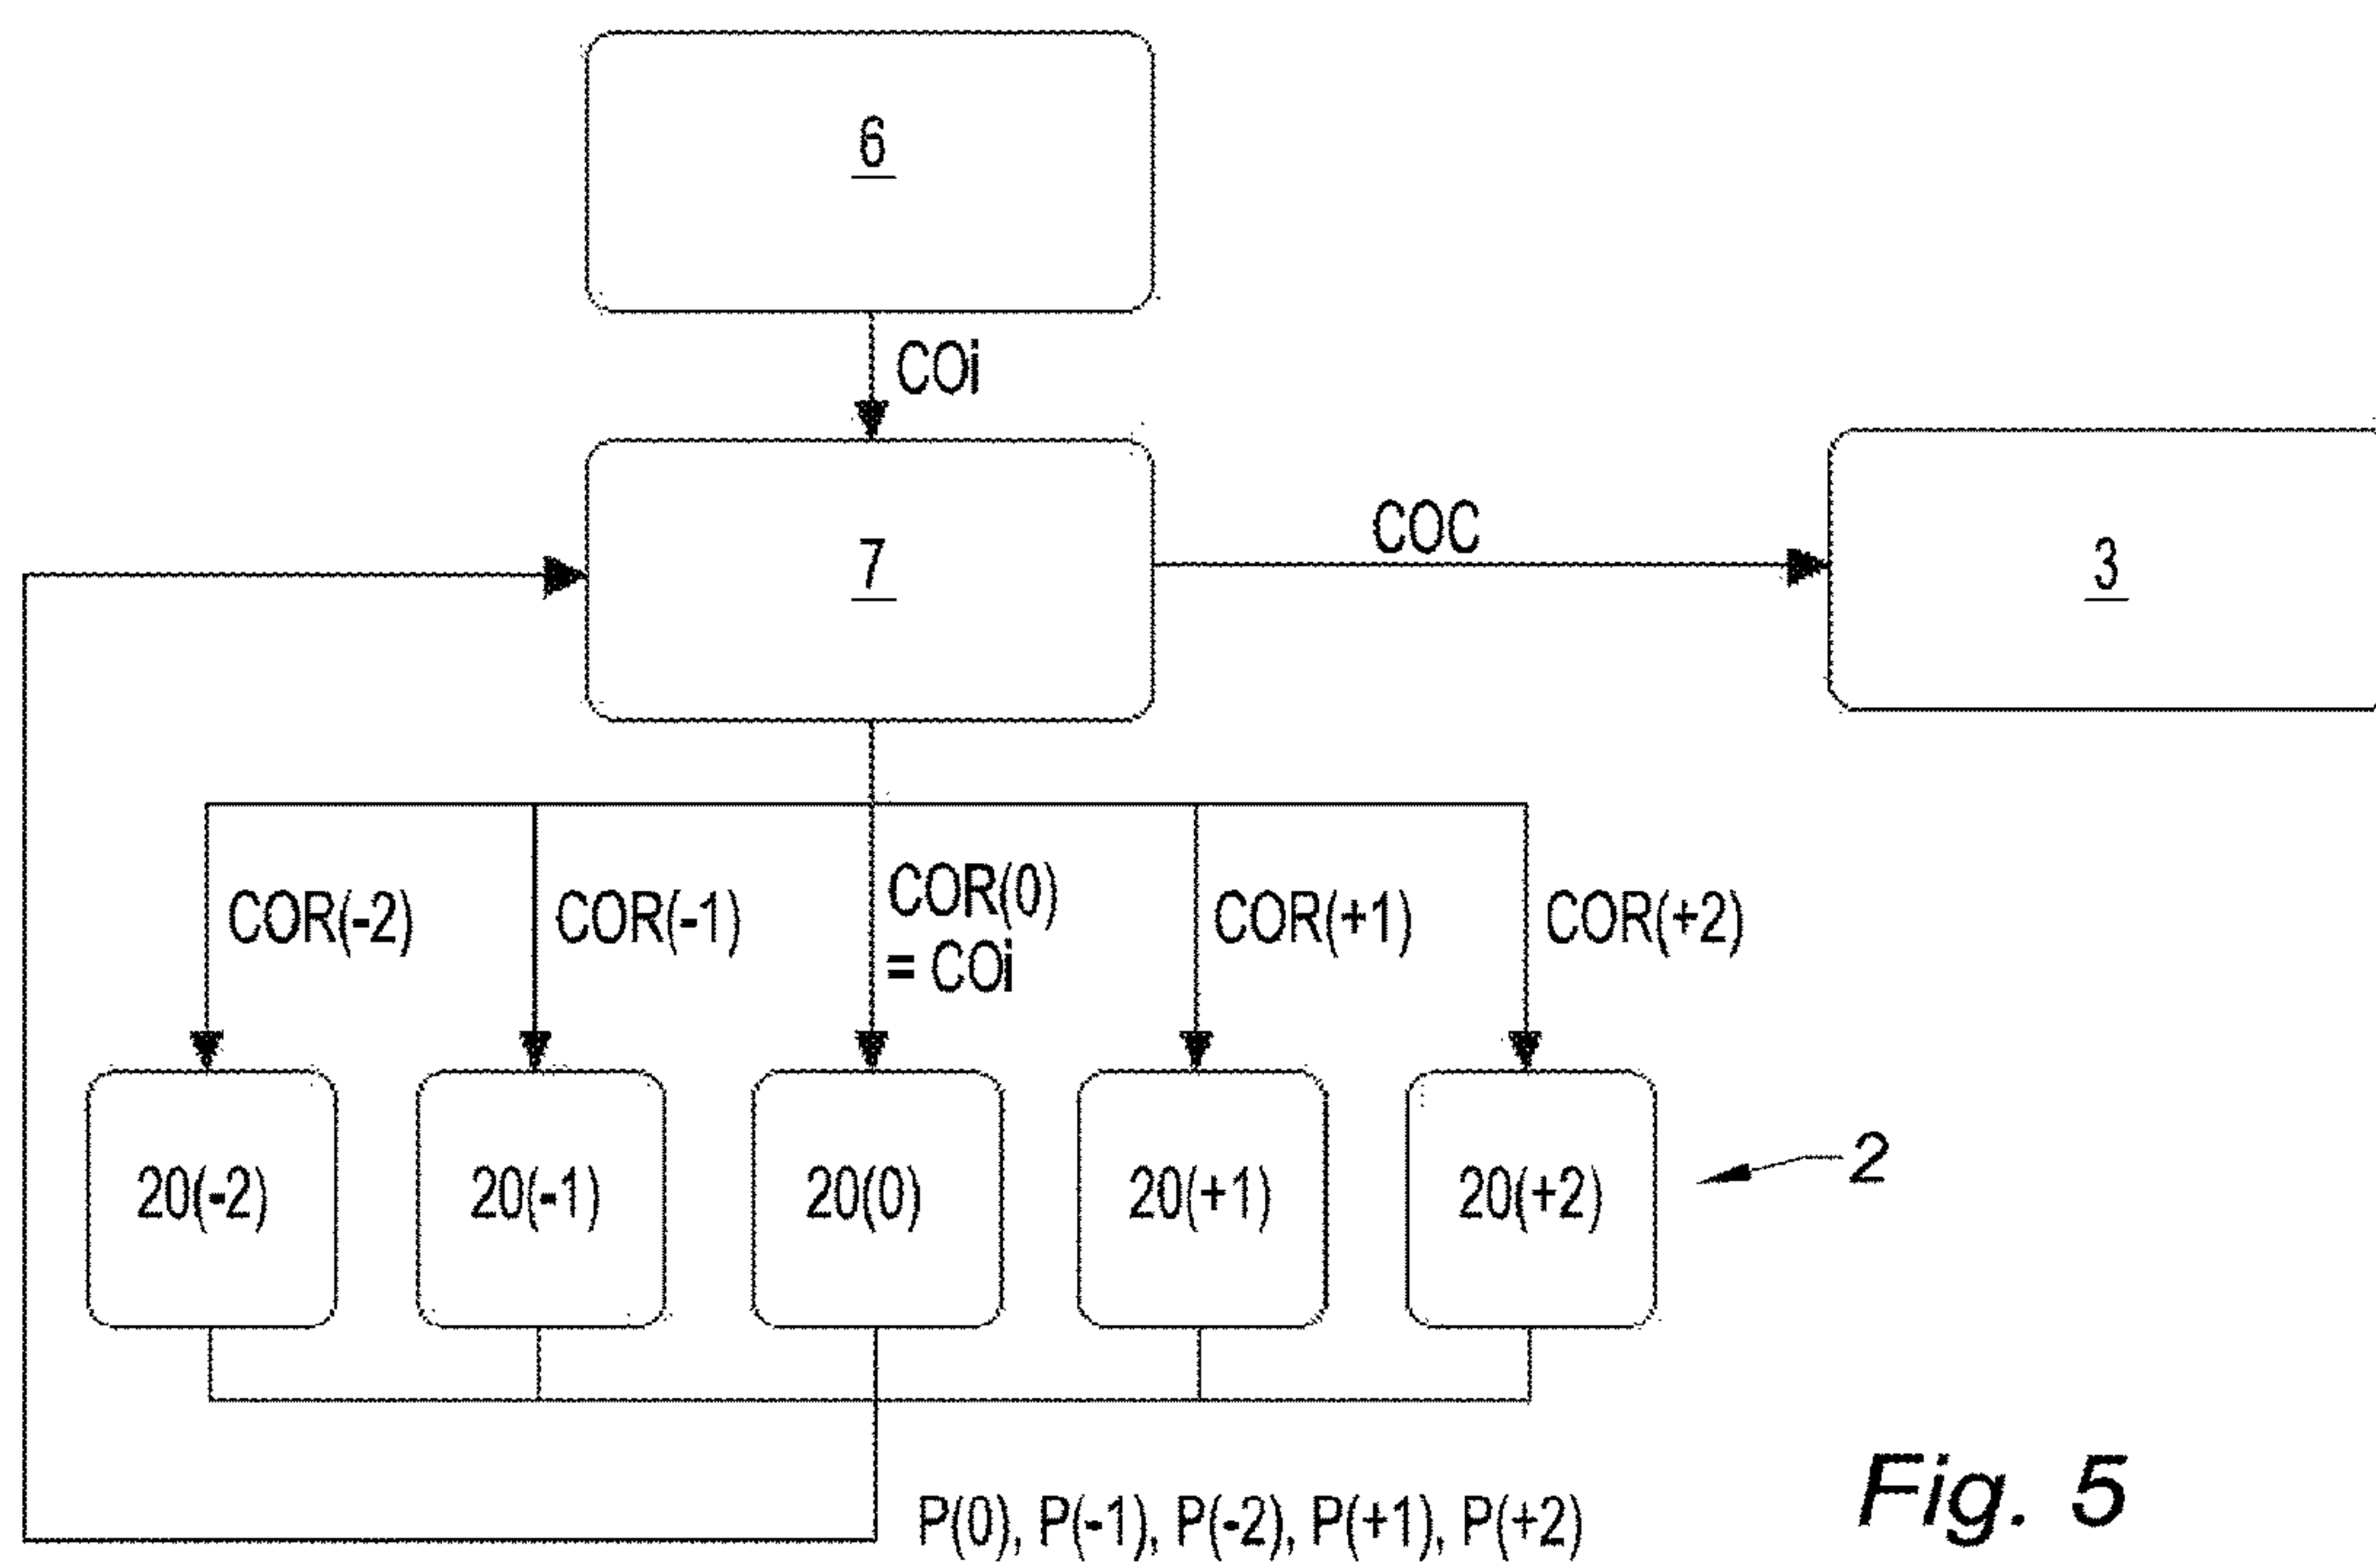 6
COi
7
COC
3
COR(-2)
COR(-1)
COR(0)
= COi
COR(+1)
COR(+2)
20(-2)
20(-1)
20(0)
20(+1)
20(+2)
2
P(0), P(-1), P(-2), P(+1), P(+2)
Fig. 5